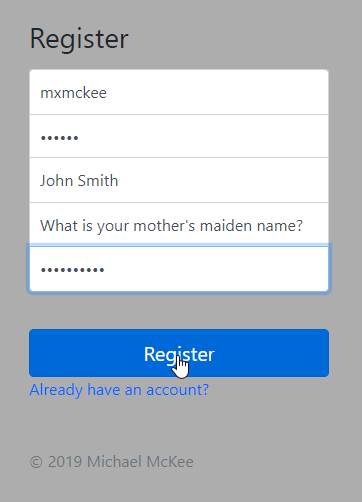 Register
mxmckee
••••••
John Smith
What is your mother's maiden name?
••••••••••
Register
Already have an account?
© 2019 Michael McKee